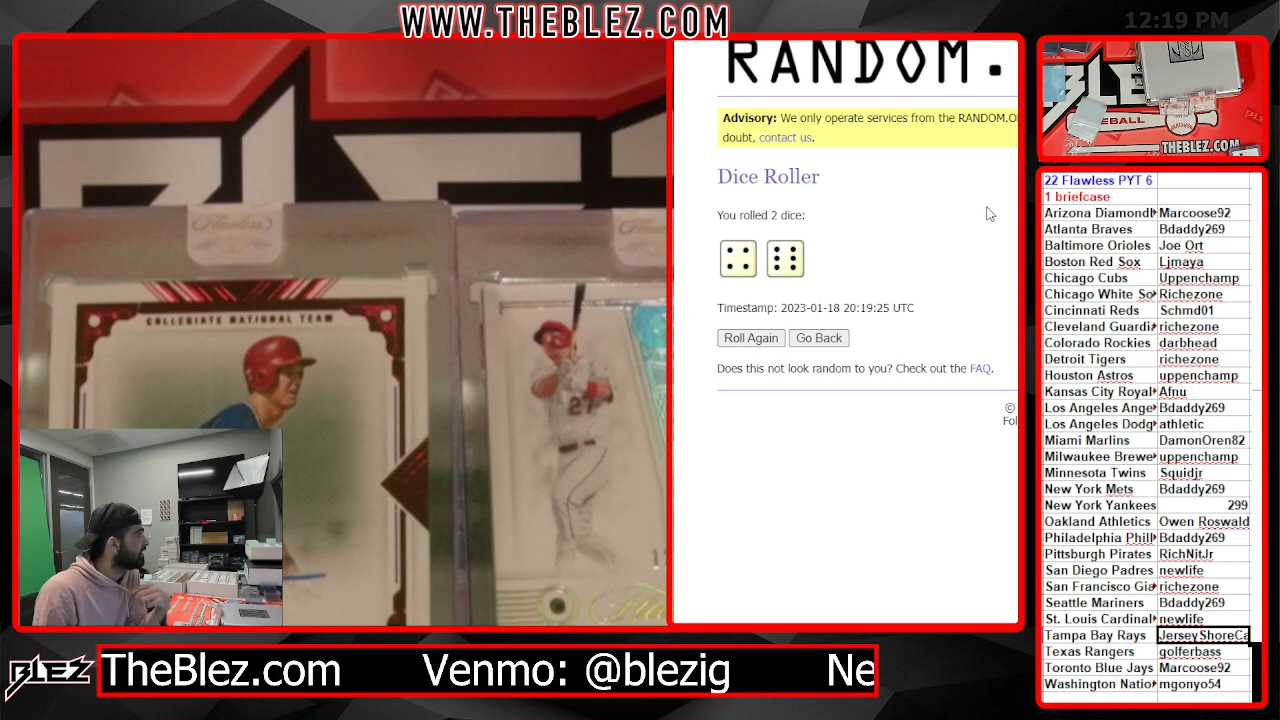 WWW.THEBLEZ.COM
12:19 PM
RANDOM.
Advisory: We only operate services from the RANDOM.O
doubt, contact us.
Dice Roller
You rolled 2 dice:
Timestamp: 2023-01-18 20:19:25 UTC
Roll Again Go Back
Does this not look random to you? Check out the FAQ.
©
Fol
COLLEGIATE NATIONAL TEAM
Flawless
27
EBALL
THEBLEZ.COM
22 Flawless PYT 6
1 briefcase
Arizona Diamondl Marcoose92
Atlanta Braves Bdaddy269
Baltimore Orioles Joe Ort
Boston Red Sox Ljmaya
Chicago Cubs Uppenchamp
Chicago White So Richezone
Cincinnati Reds Schmd01
Cleveland Guardi richezone
Colorado Rockies darbhead
Detroit Tigers richezone
Houston Astros uppenchamp
Kansas City Royal Afnu
Los Angeles Ange Bdaddy269
Los Angeles Dodg athletic
Miami Marlins DamonOren82
Milwaukee Brewe uppenchamp
Minnesota Twins Squidjr
New York Mets Bdaddy269
New York Yankees 299
Oakland Athletics Owen Roswald
Philadelphia Phill Bdaddy269
Pittsburgh Pirates RichNitJr
San Diego Padres newlife
San Francisco Gia richezone
Seattle Mariners Bdaddy269
St. Louis Cardinal newlife
Tampa Bay Rays JerseyShoreCa
Texas Rangers golferbass
Toronto Blue Jays Marcoose92
Washington Natio mgonyo54
BLEZ TheBlez.com Venmo: @blezig Ne